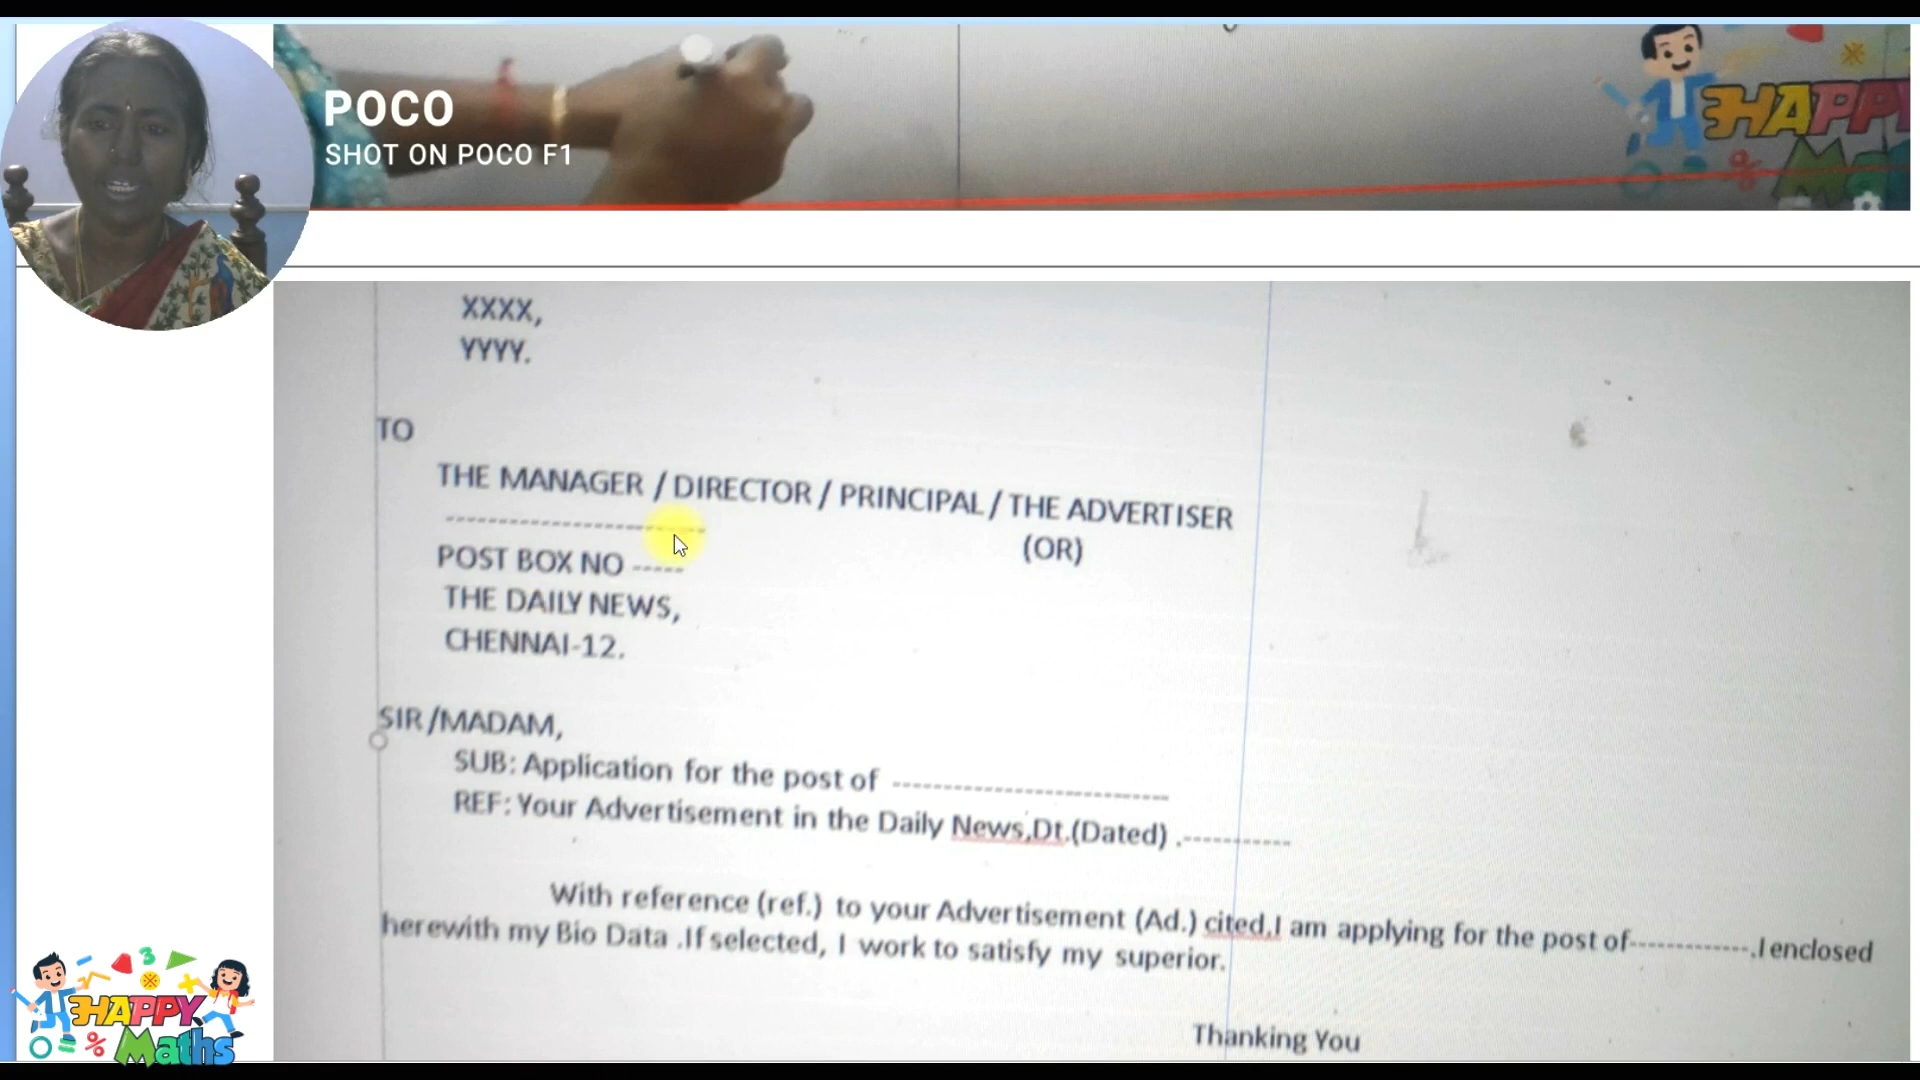 POCO
SHOT ON POCO F1
HAPP
Ma
XXXX,
YYYY.
TO
THE MANAGER / DIRECTOR / PRINCIPAL / THE ADVERTISER
------------------------
(OR)
POST BOX NO -----
THE DAILY NEWS,
CHENNAI-12.
SIR /MADAM,
SUB: Application for the post of ---------------------------
REF: Your Advertisement in the Daily News,Dt.(Dated) .-----------
With reference (ref.) to your Advertisement (Ad.) cited,I am applying for the post of------------.I enclosed
herewith my Bio Data .If selected, I work to satisfy my superior.
Thanking You
HAPPY
Maths